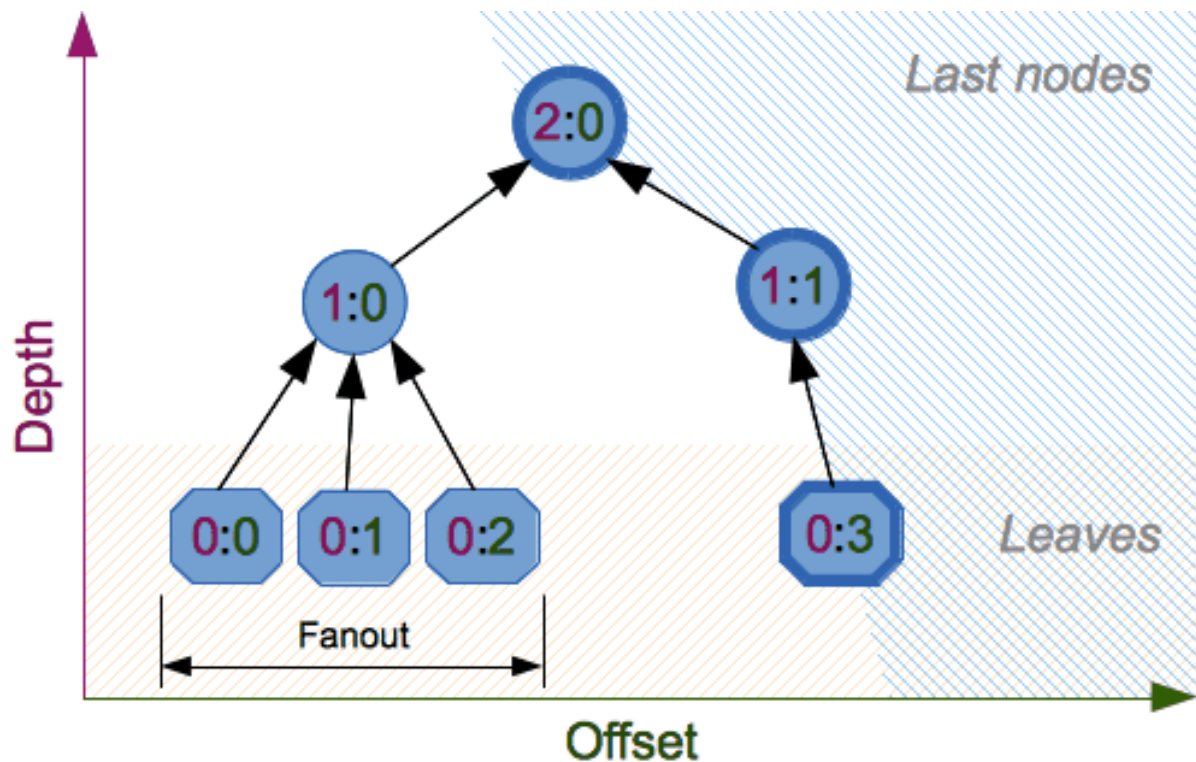 Last nodes
2:0
1:0
1:1
Depth
0:0 0:1 0:2 0:3
Leaves
Fanout
Offset